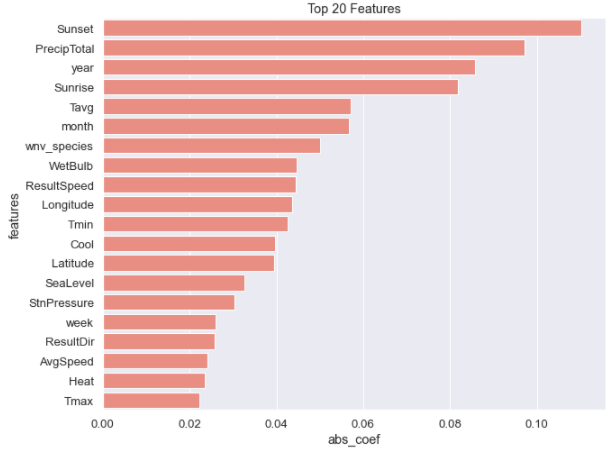 Top 20 Features
Sunset
PrecipTotal
year
Sunrise
Tavg
month
wnv_species
WetBulb
ResultSpeed
Longitude
Tmin
Cool
Latitude
SeaLevel
StnPressure
week
ResultDir
AvgSpeed
Heat
Tmax
features
0.00 0.02 0.04 0.06 0.08 0.10
abs_coef